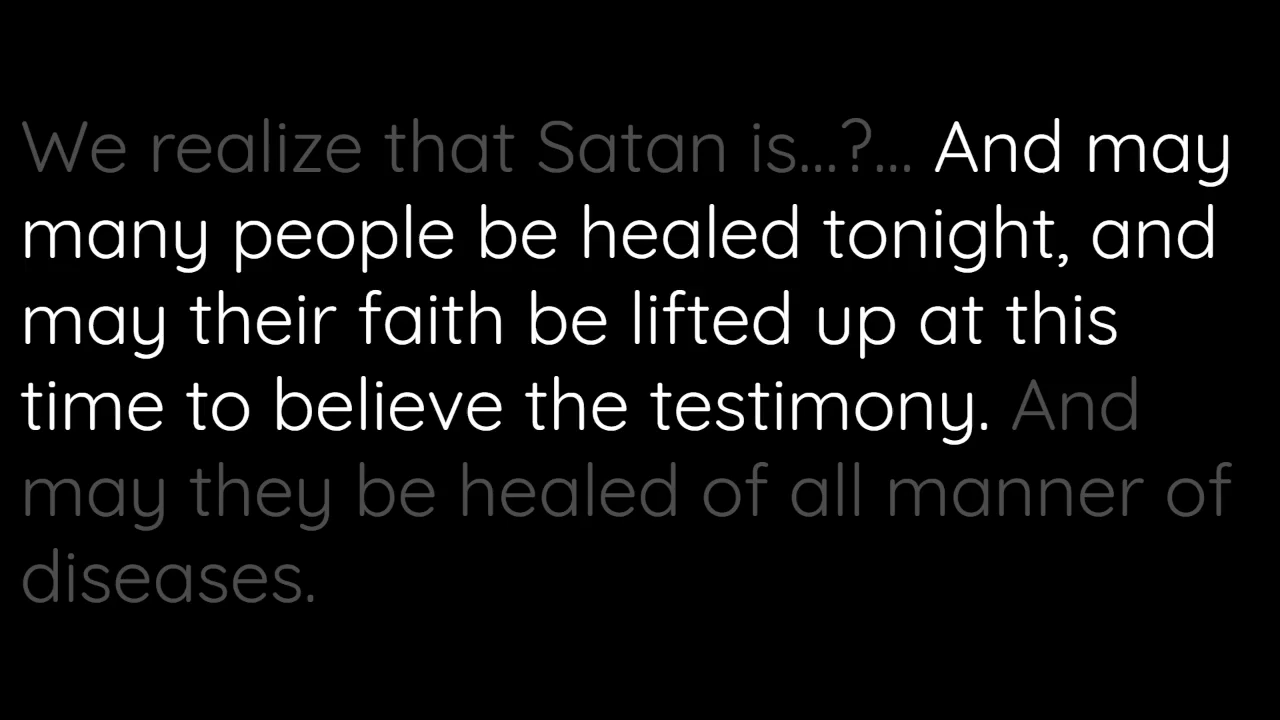 We realize that Satan is...?... And may
many people be healed tonight, and
may their faith be lifted up at this
time to believe the testimony. And
may they be healed of all manner of
diseases.